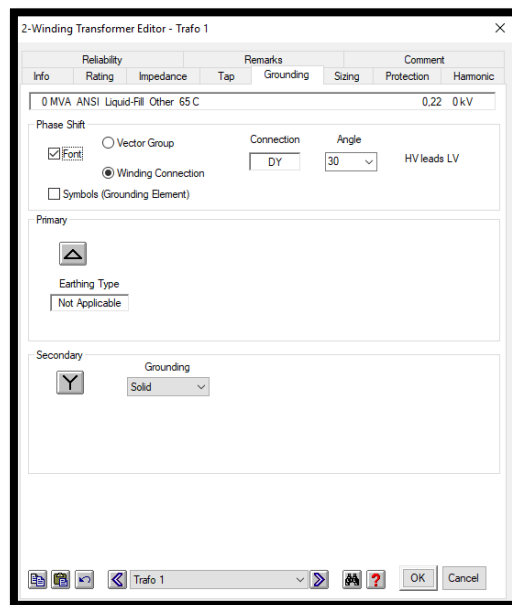 2-Winding Transformer Editor - Trafo 1
Reliability Remarks Comment
Info Rating Impedance Tap Grounding Sizing Protection Harmonic
0 MVA ANSI Liquid-Fill Other 65 C 0,22 0 kV
Phase Shift
Font
Vector Group
Winding Connection
Connection
DY
Angle
30
HV leads LV
Symbols (Grounding Element)
Primary
Earthing Type
Not Applicable
Secondary
Y
Grounding
Solid
Trafo 1
?
OK
Cancel